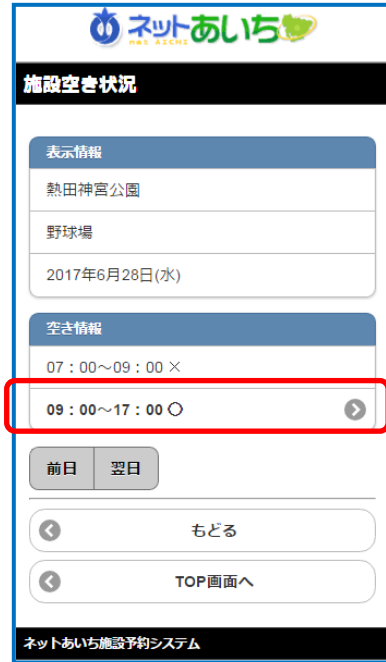 ネットあいち
Net AICHI
施設空き状況
表示情報
熱田神宮公園
野球場
2017年6月28日(水)
空き情報
07：00～09：00 ×
09：00～17：00 ○
前日 翌日
もどる
TOP画面へ
ネットあいち施設予約システム